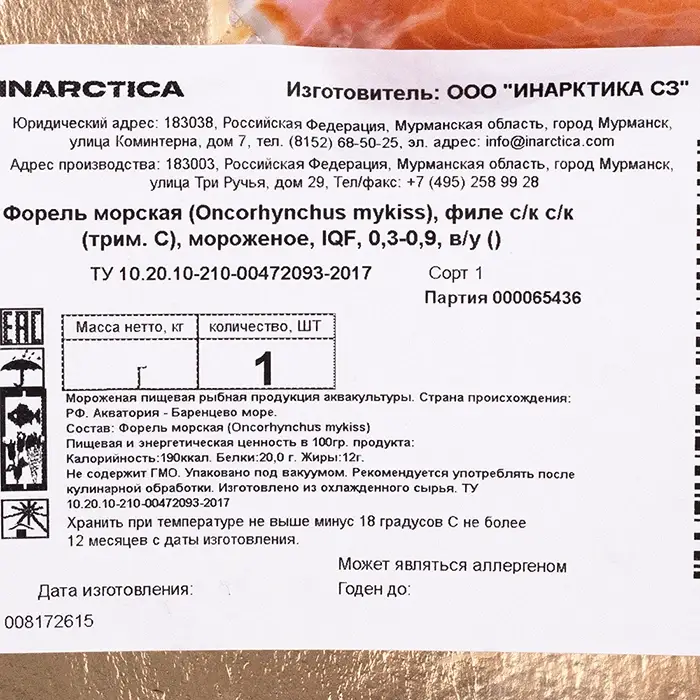 INARCTICA
Изготовитель: ООО "ИНАРКТИКА СЗ"
Юридический адрес: 183038, Российская Федерация, Мурманская область, город Мурманск,
улица Коминтерна, дом 7, тел. (8152) 68-50-25, эл. адрес: info@inarctica.com
Адрес производства: 183003, Российская Федерация, Мурманская область, город Мурманск,
улица Три Ручья, дом 29, Тел/факс: +7 (495) 258 99 28
Форель морская (Oncorhynchus mykiss), филе с/к с/к
(трим. С), мороженое, IQF, 0,3-0,9, в/у ()
ТУ 10.20.10-210-00472093-2017
Сорт 1
Партия 000065436
EAC
Масса нетто, кг
количество, ШТ
1
Мороженая пищевая рыбная продукция аквакультуры. Страна происхождения:
РФ. Акватория - Баренцево море.
Состав: Форель морская (Oncorhynchus mykiss)
Пищевая и энергетическая ценность в 100гр. продукта:
Калорийность:190ккал. Белки:20,0 г. Жиры:12г.
Не содержит ГМО. Упаковано под вакуумом. Рекомендуется употреблять после
кулинарной обработки. Изготовлено из охлажденного сырья. ТУ
10.20.10-210-00472093-2017
Хранить при температуре не выше минус 18 градусов С не более
12 месяцев с даты изготовления.
Может являться аллергеном
Дата изготовления:
Годен до:
008172615